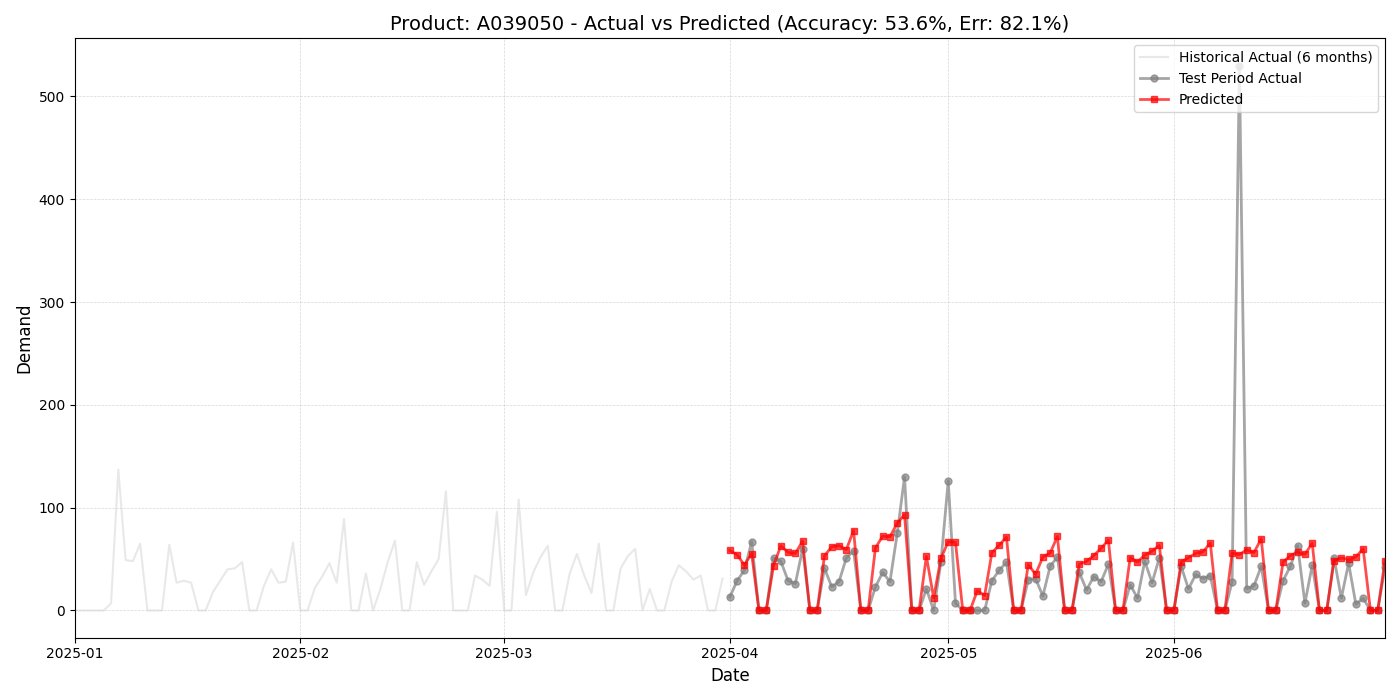 Product: A039050 - Actual vs Predicted (Accuracy: 53.6%, Err: 82.1%)
Historical Actual (6 months)
Test Period Actual
Predicted
500
400
300
200
100
0
Demand
2025-01
2025-02
2025-03
2025-04
2025-05
2025-06
Date